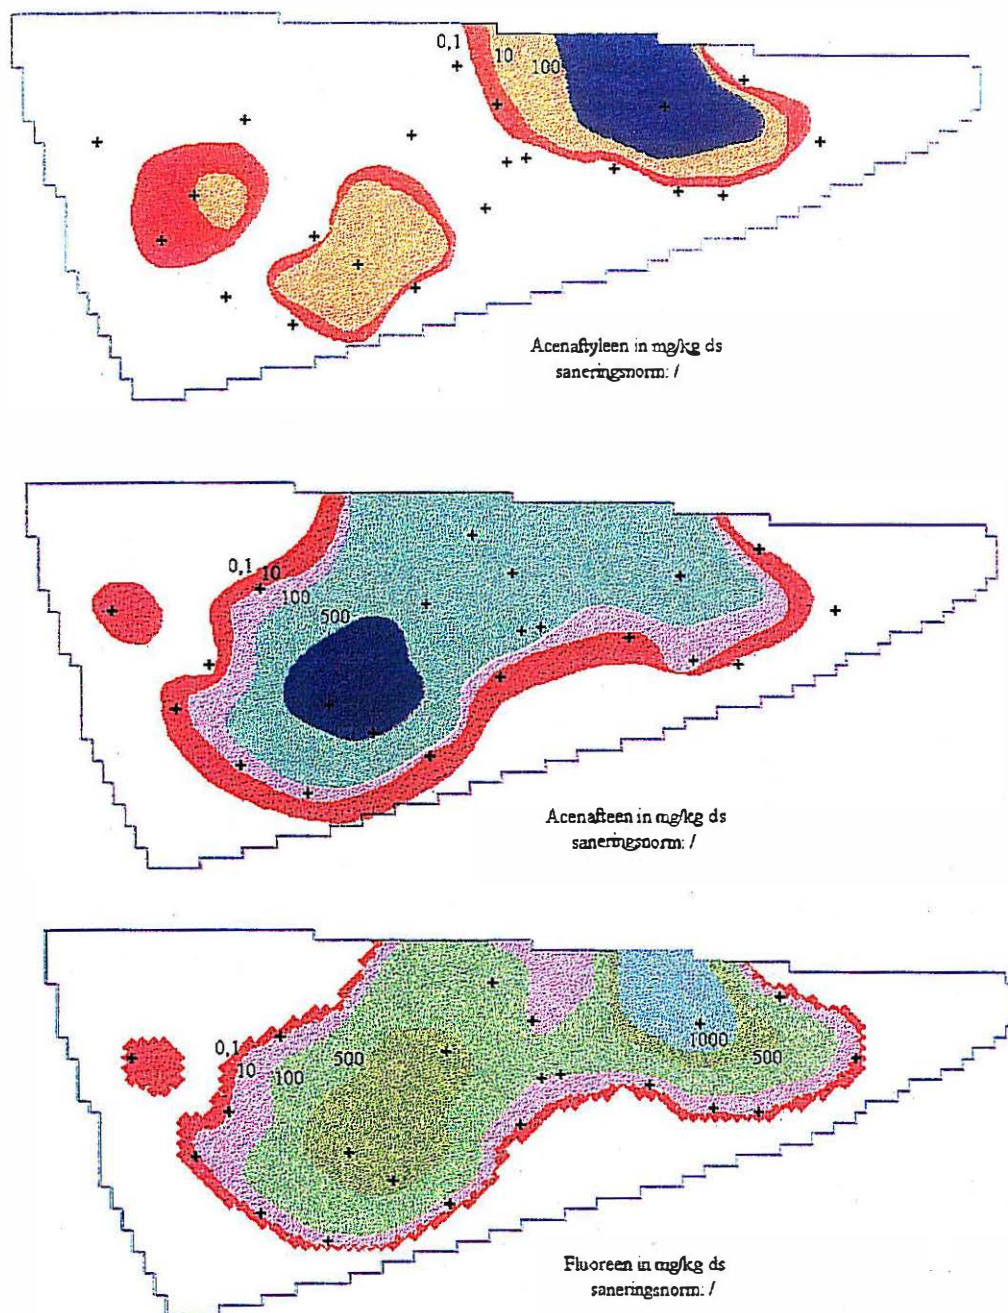 0,1
10
100
Acenaftyleen in mg/kg ds
saneringsnorm: /
0,1
10
100
500
Acenafteen in mg/kg ds
saneringsnorm: /
0,1
10
100
500
1000
500
Fluoreen in mg/kg ds
saneringsnorm: /